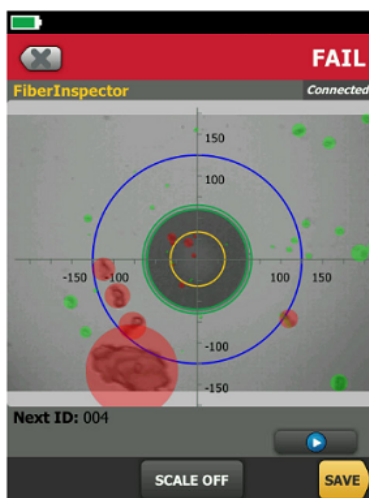 FAIL
FiberInspector Connected
150
100
-150 -100 100 150
-100
-150
Next ID: 004
SCALE OFF SAVE